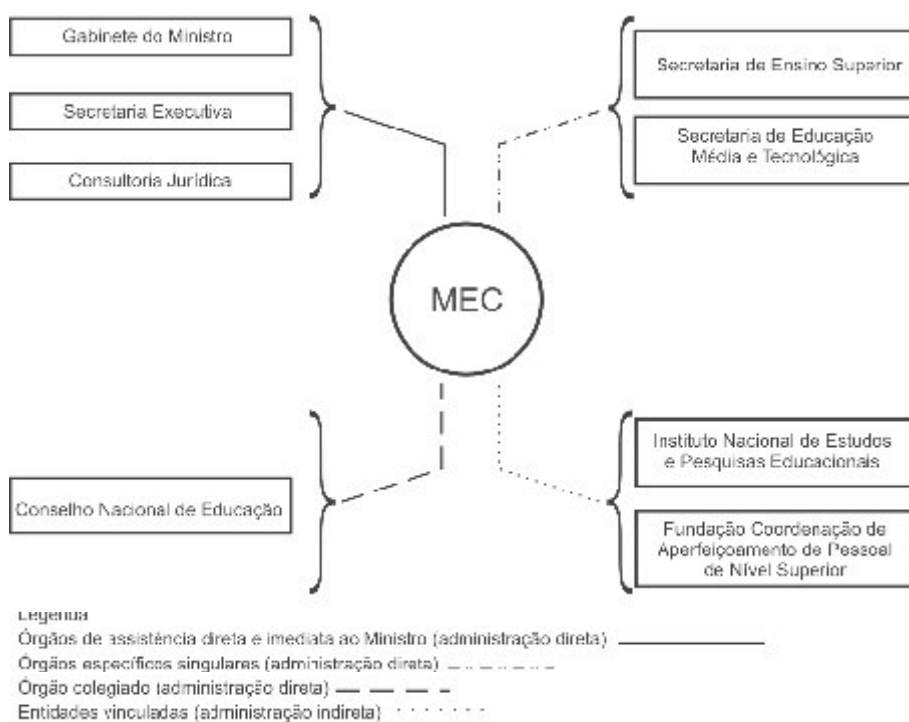 Gabinete do Ministro
Secretaria Executiva
Consultoria Jurídica
Secretaria de Ensino Superior
Secretaria de Educação
Média e Tecnológica
MEC
Conselho Nacional de Educação
Instituto Nacional de Estudos
e Pesquisas Educacionais
Fundação Coordenação de
Aperfeiçoamento de Pessoal
de Nível Superior
Legenda
Órgãos de assistência direta e imediata ao Ministro (administração direta)
Órgãos específicos singulares (administração direta)
Órgão colegiado (administração direta)
Entidades vinculadas (administração indireta)